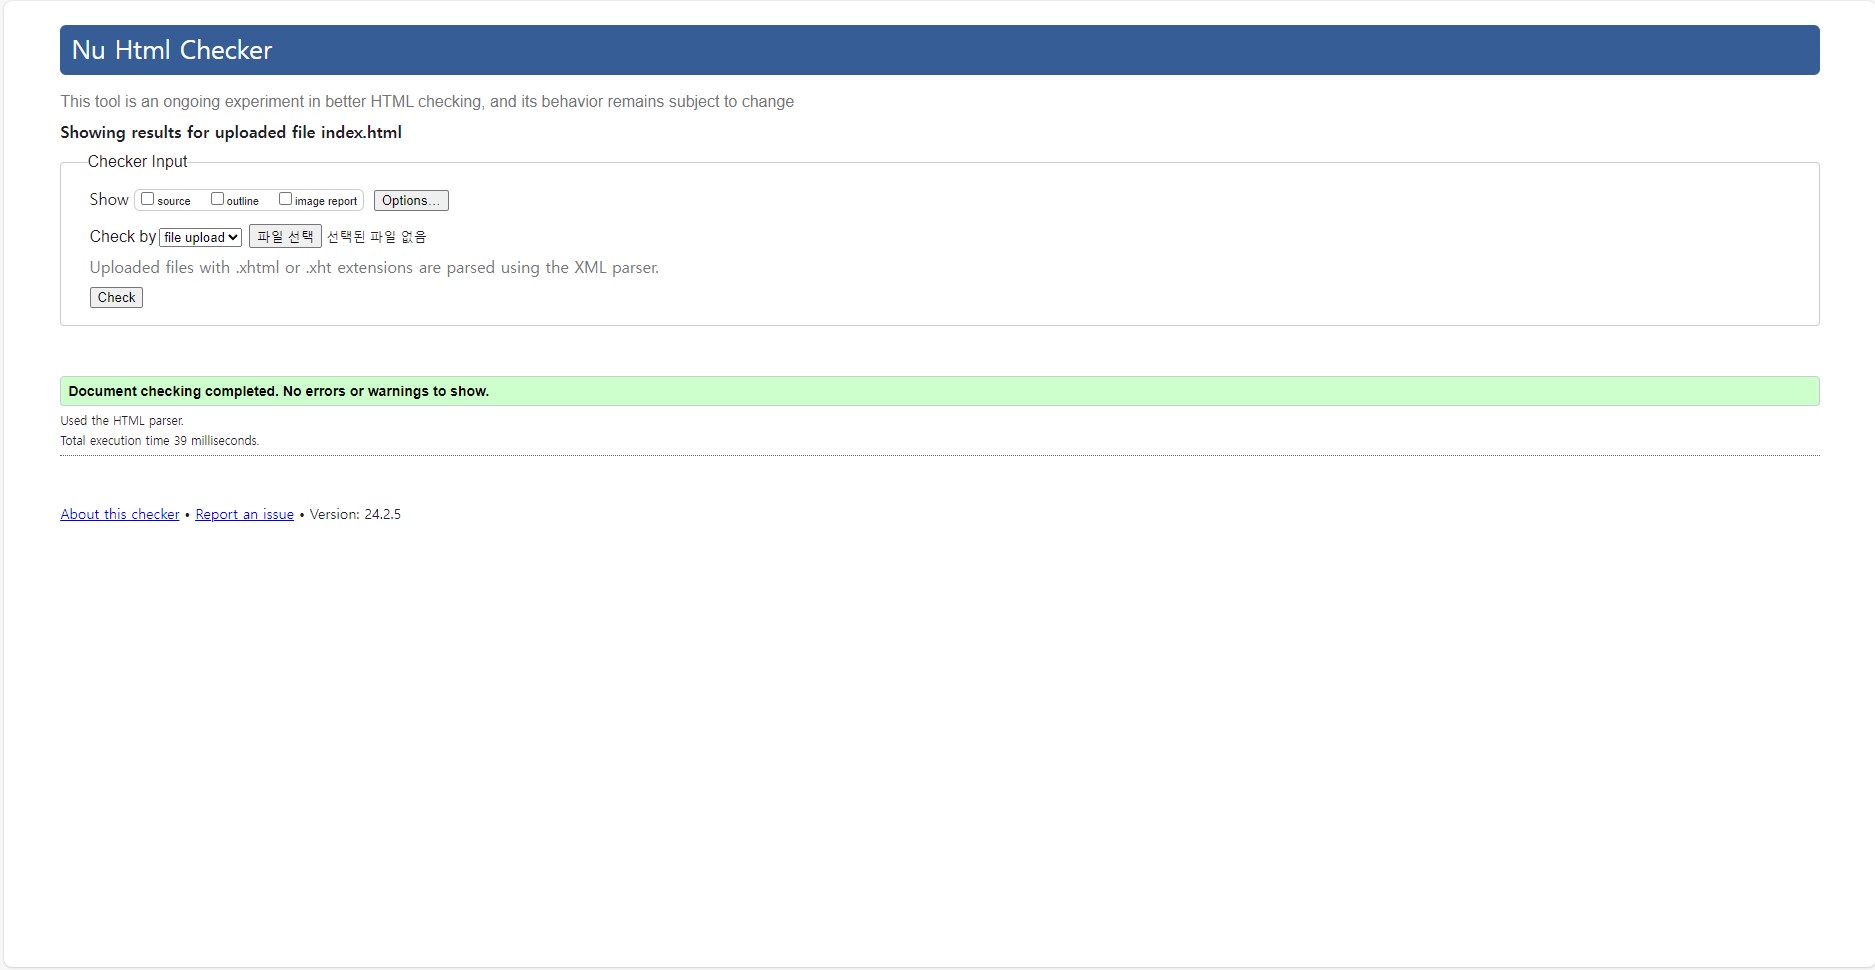 Nu Html Checker
This tool is an ongoing experiment in better HTML checking, and its behavior remains subject to change
Showing results for uploaded file index.html
Checker Input
Show source outline image report Options...
Check by file upload 파일 선택 선택된 파일 없음
Uploaded files with .xhtml or .xht extensions are parsed using the XML parser.
Check
Document checking completed. No errors or warnings to show.
Used the HTML parser.
Total execution time 39 milliseconds.
About this checker • Report an issue • Version: 24.2.5